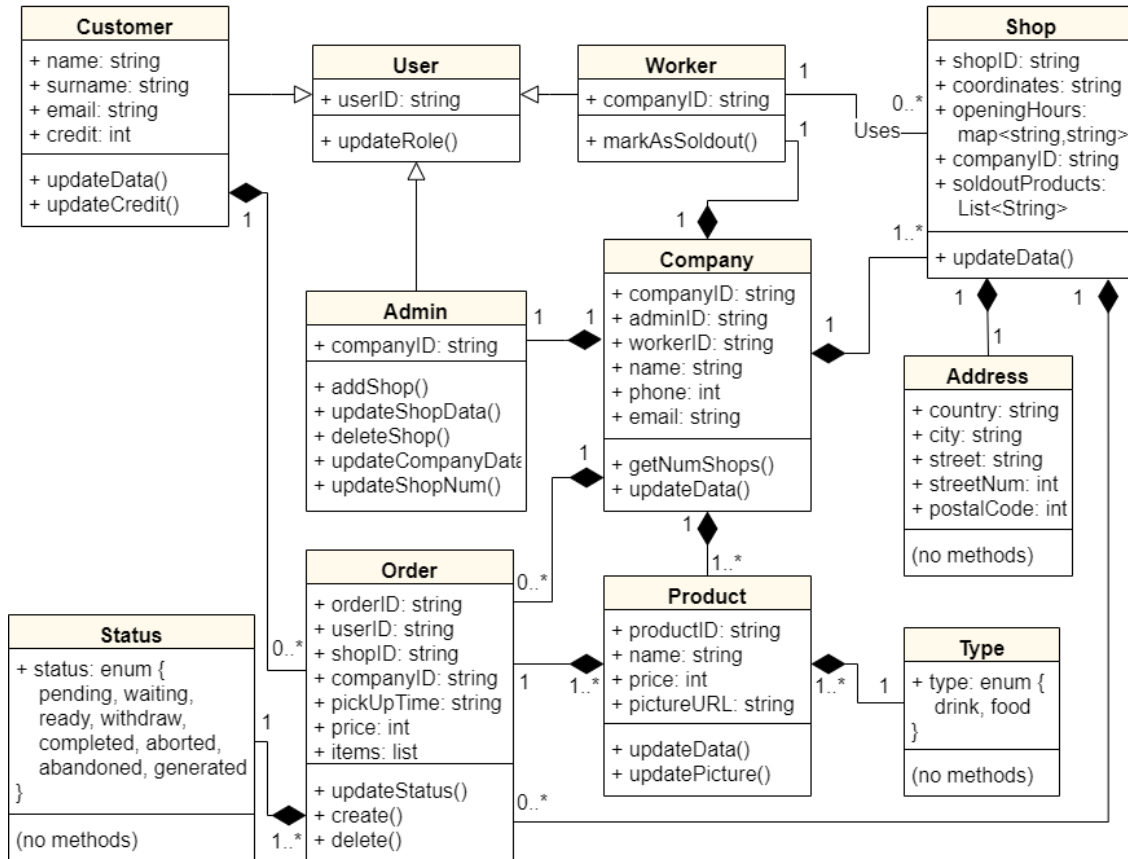 Customer
+ name: string
+ surname: string
+ email: string
+ credit: int
+ updateData()
+ updateCredit()
1
User
+ userID: string
+ updateRole()
Worker
+ companyID: string
+ markAsSoldout()
1
1
0..*
Uses
Shop
+ shopID: string
+ coordinates: string
+ openingHours:
map<string,string>
+ companyID: string
+ soldoutProducts:
List<String>
+ updateData()
1..*
1
1
1
Company
+ companyID: string
+ adminID: string
+ workerID: string
+ name: string
+ phone: int
+ email: string
+ getNumShops()
+ updateData()
1
1
1
1
1
1
Admin
+ companyID: string
+ addShop()
+ updateShopData()
+ deleteShop()
+ updateCompanyData
+ updateShopNum()
Address
+ country: string
+ city: string
+ street: string
+ streetNum: int
+ postalCode: int
(no methods)
Order
+ orderID: string
+ userID: string
+ shopID: string
+ companyID: string
+ pickUpTime: string
+ price: int
+ items: list
+ updateStatus()
+ create()
+ delete()
0..*
0..*
1
0..*
1..*
Product
+ productID: string
+ name: string
+ price: int
+ pictureURL: string
+ updateData()
+ updatePicture()
1..*
1..*
1..*
1
Type
+ type: enum {
drink, food
}
(no methods)
Status
+ status: enum {
pending, waiting,
ready, withdraw,
completed, aborted,
abandoned, generated
}
(no methods)
1